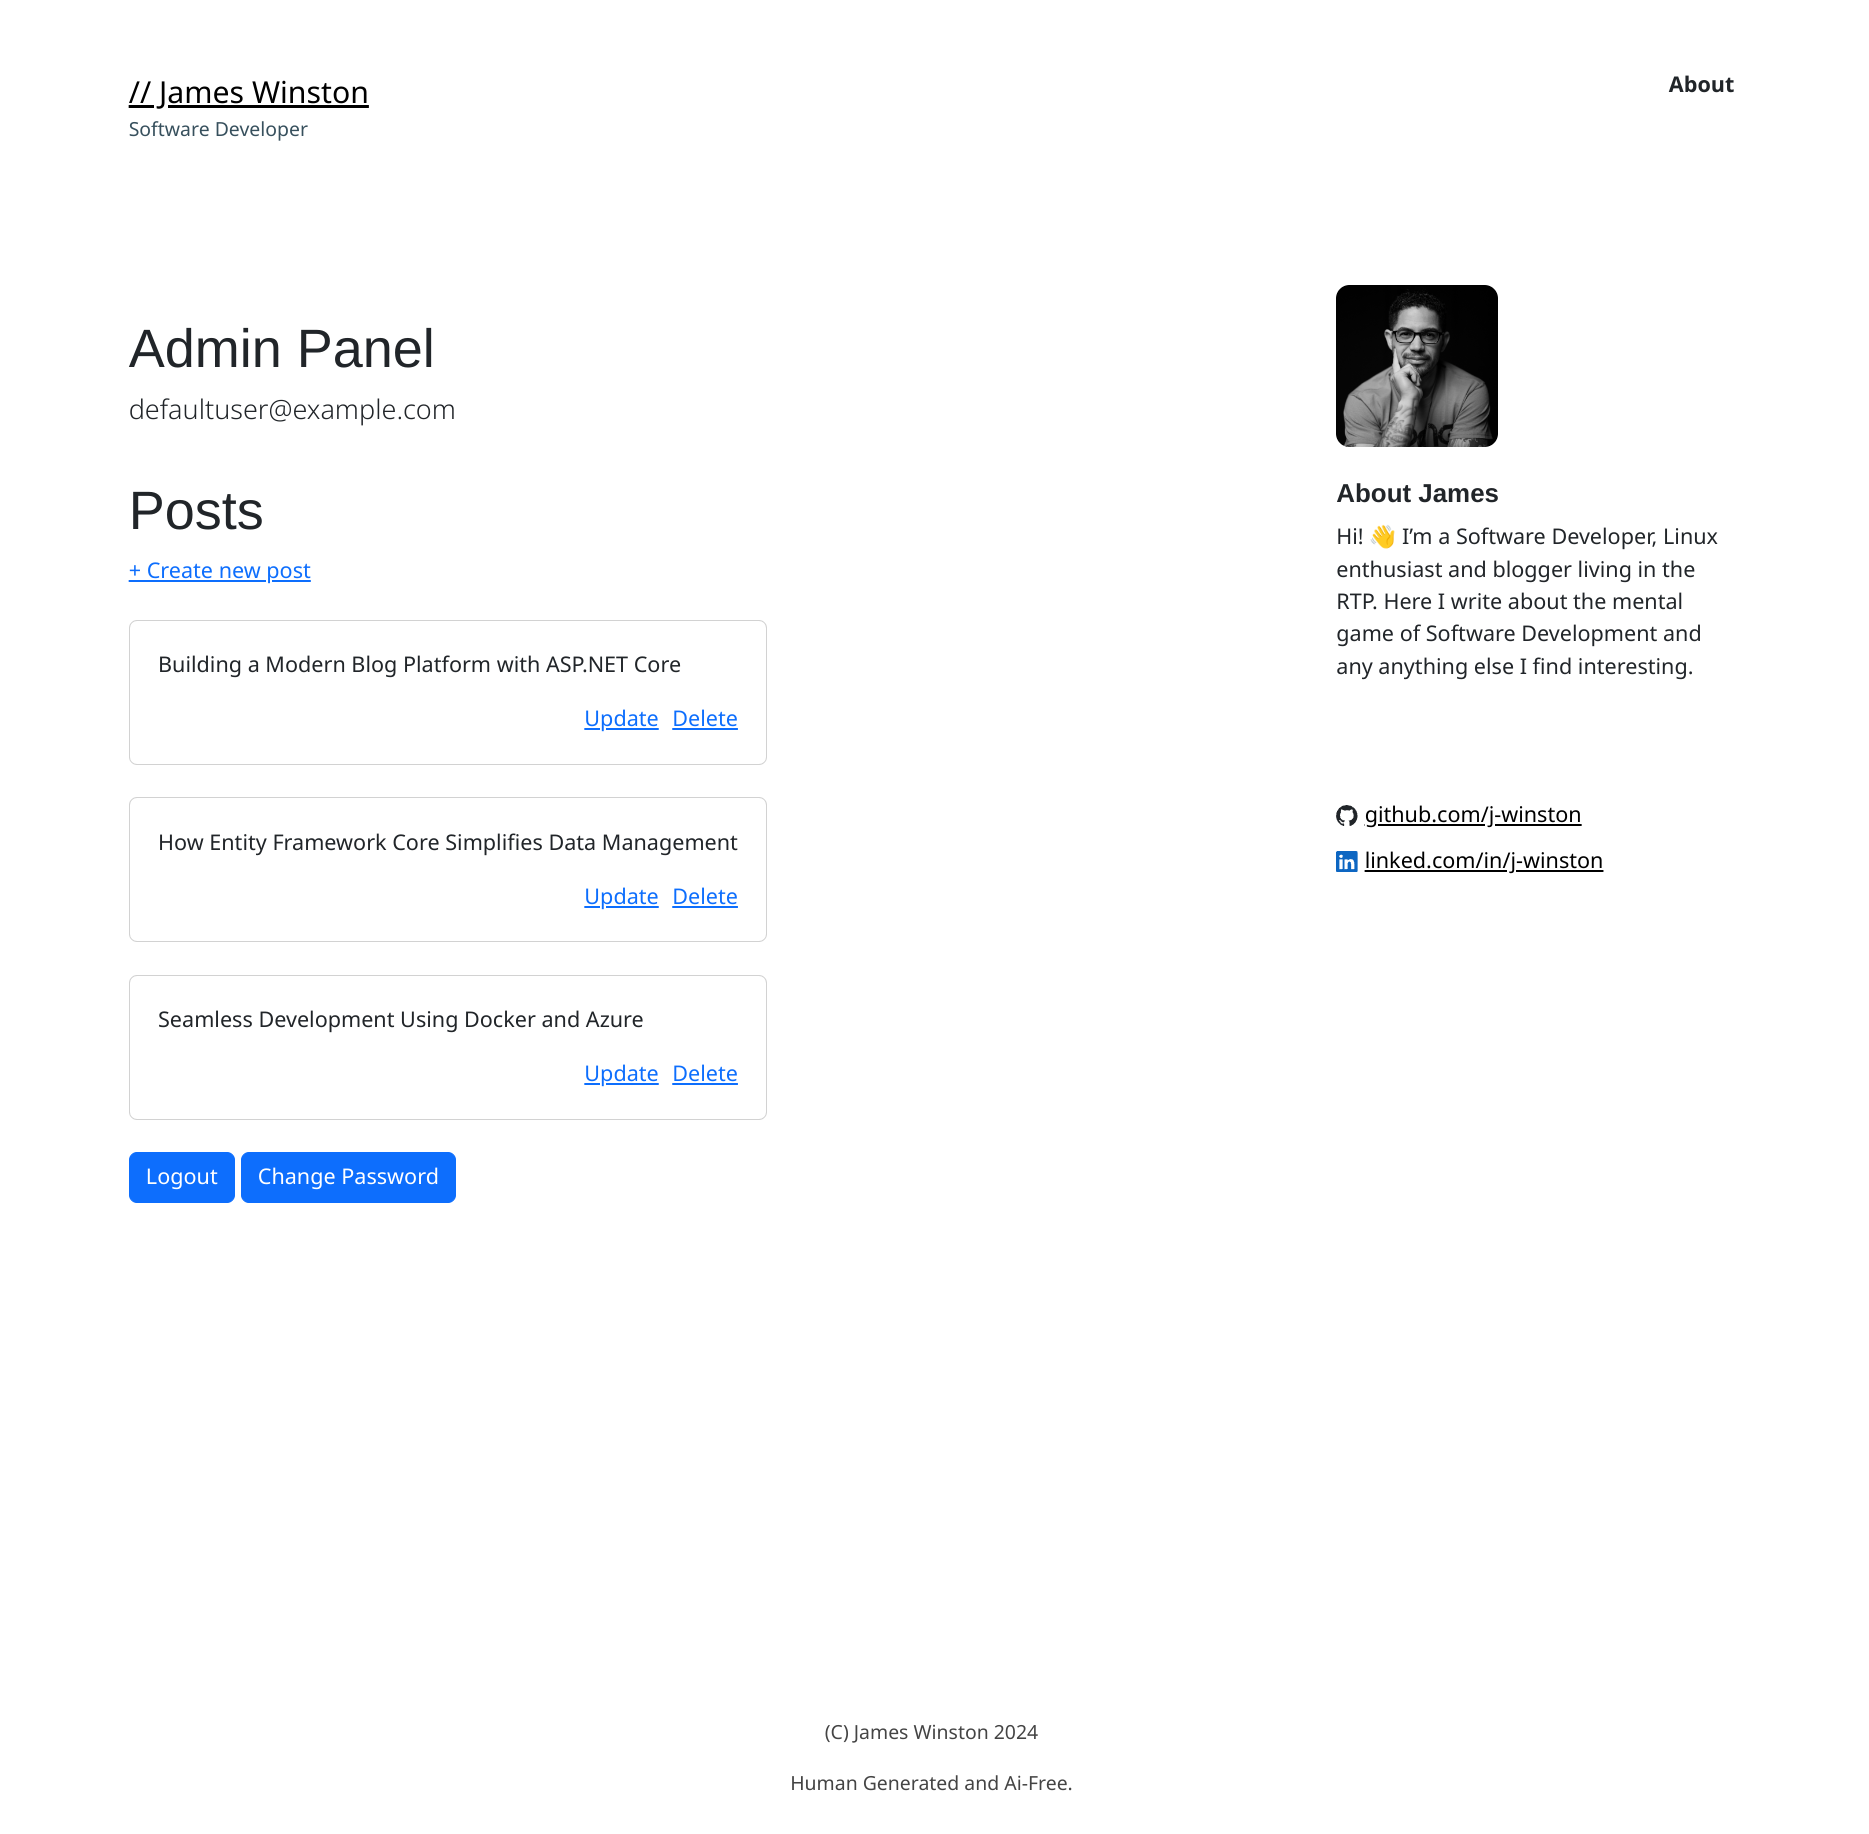 // James Winston
Software Developer
About
Admin Panel
defaultuser@example.com
Posts
+ Create new post
Building a Modern Blog Platform with ASP.NET Core
Update Delete
How Entity Framework Core Simplifies Data Management
Update Delete
Seamless Development Using Docker and Azure
Update Delete
Logout Change Password
About James
Hi! 👋 I’m a Software Developer, Linux
enthusiast and blogger living in the
RTP. Here I write about the mental
game of Software Development and
any anything else I find interesting.
github.com/j-winston
in linked.com/in/j-winston
(C) James Winston 2024
Human Generated and Ai-Free.